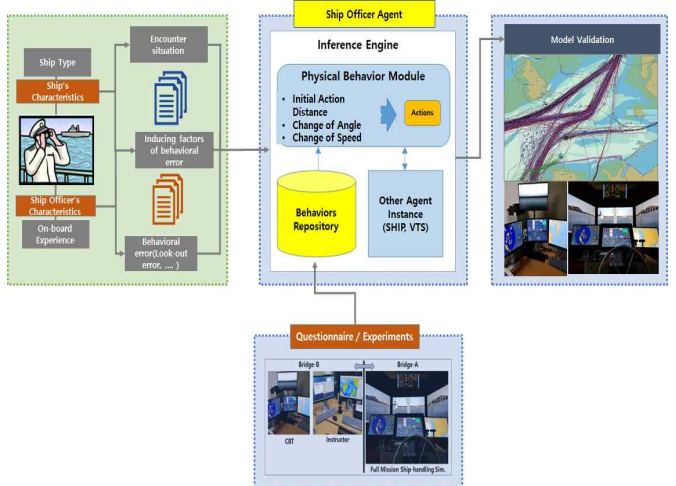 Ship Officer Agent
Ship Type
Ship's
Characteristics
Ship Officer's
Characteristics
On-board
Experience
Encounter
situation
Inducing factors
of behavioral
error
Behavioral
error(Look-out
error, .... )
Inference Engine
Physical Behavior Module
• Initial Action
Distance
• Change of Angle
• Change of Speed
Actions
Behaviors
Repository
Other Agent
Instance
(SHIP, VTS)
Model Validation
Questionnaire / Experiments
Bridge-B
Bridge-A
CBT
Instructor
Full Mission Ship-handling Sim.